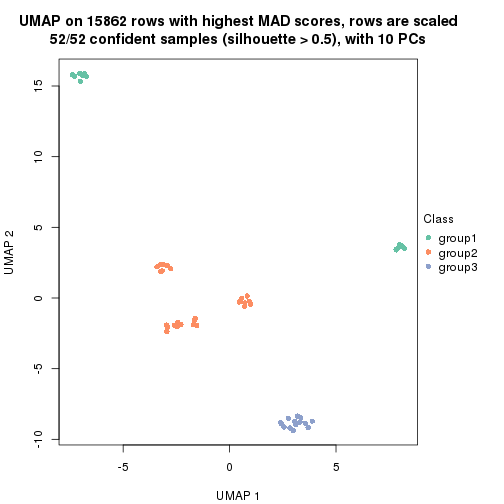 UMAP on 15862 rows with highest MAD scores, rows are scaled
52/52 confident samples (silhouette > 0.5), with 10 PCs
15
10
5
0
-5
-10
UMAP 2
-5
0
5
UMAP 1
Class
group1
group2
group3